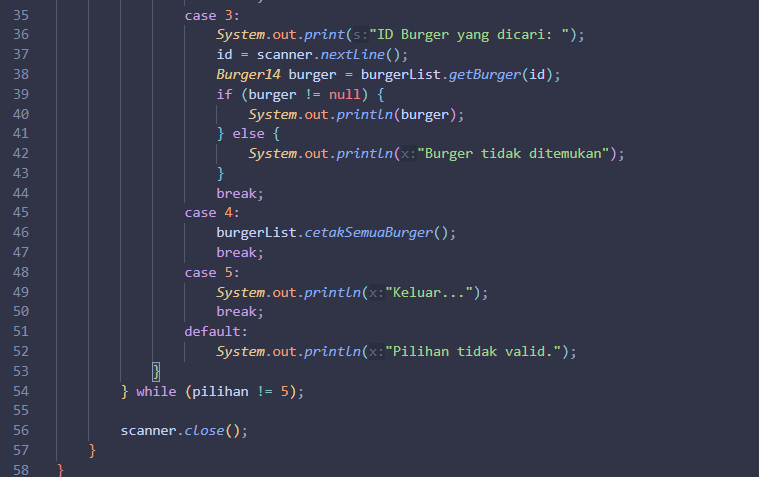 35 case 3:
36 System.out.print(s:"ID Burger yang dicari: ");
37 id = scanner.nextLine();
38 Burger14 burger = burgerList.getBurger(id);
39 if (burger != null) {
40 System.out.println(burger);
41 } else {
42 System.out.println(x:"Burger tidak ditemukan");
43 }
44 break;
45 case 4:
46 burgerList.cetakSemuaBurger();
47 break;
48 case 5:
49 System.out.println(x:"Keluar...");
50 break;
51 default:
52 System.out.println(x:"Pilihan tidak valid.");
53 }
54 } while (pilihan != 5);
55
56 scanner.close();
57 }
58 }